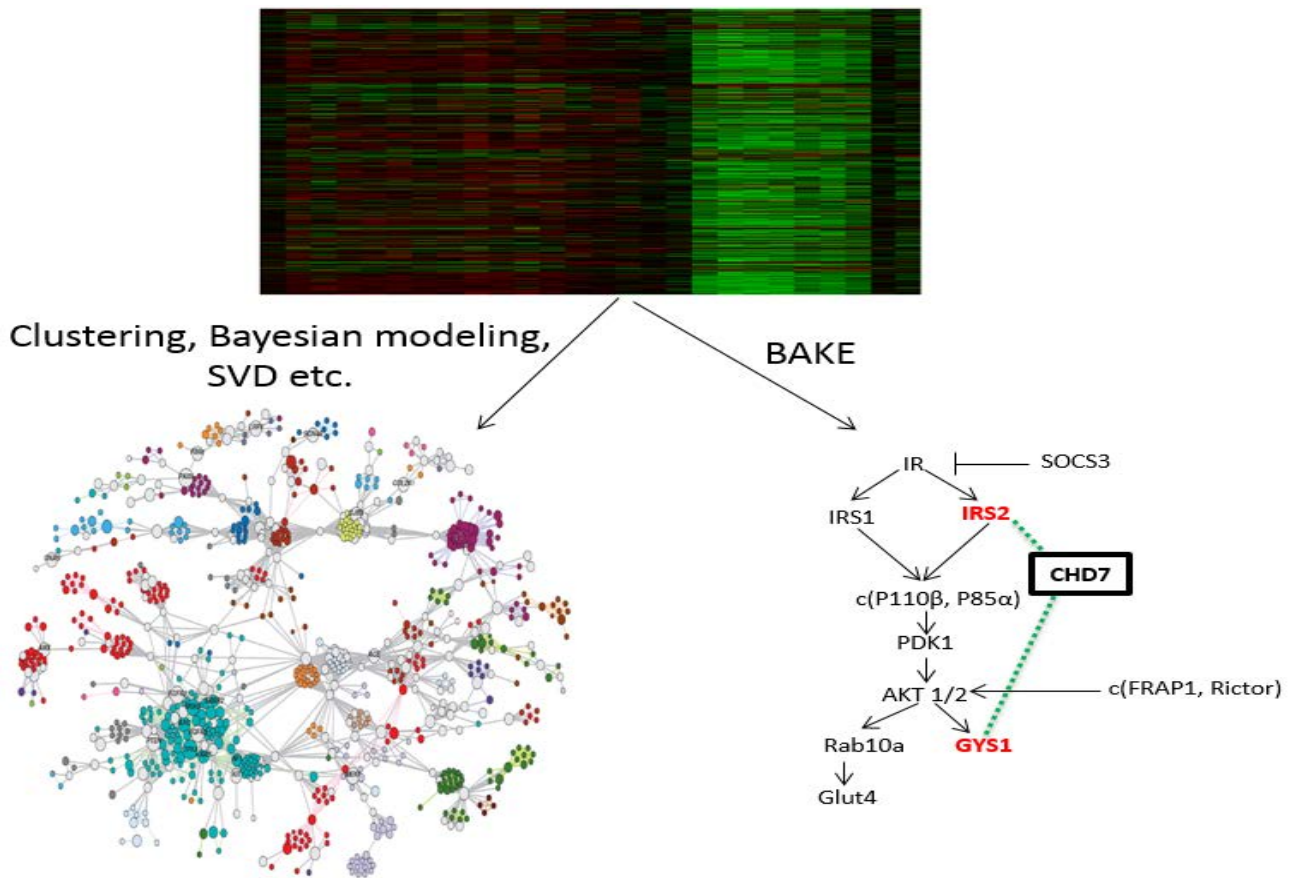 Clustering, Bayesian modeling,
SVD etc.
BAKE
IR
SOCS3
IRS1
IRS2
CHD7
c(P110β, P85α)
PDK1
AKT 1/2
c(FRAP1, Rictor)
Rab10a
GYS1
Glut4